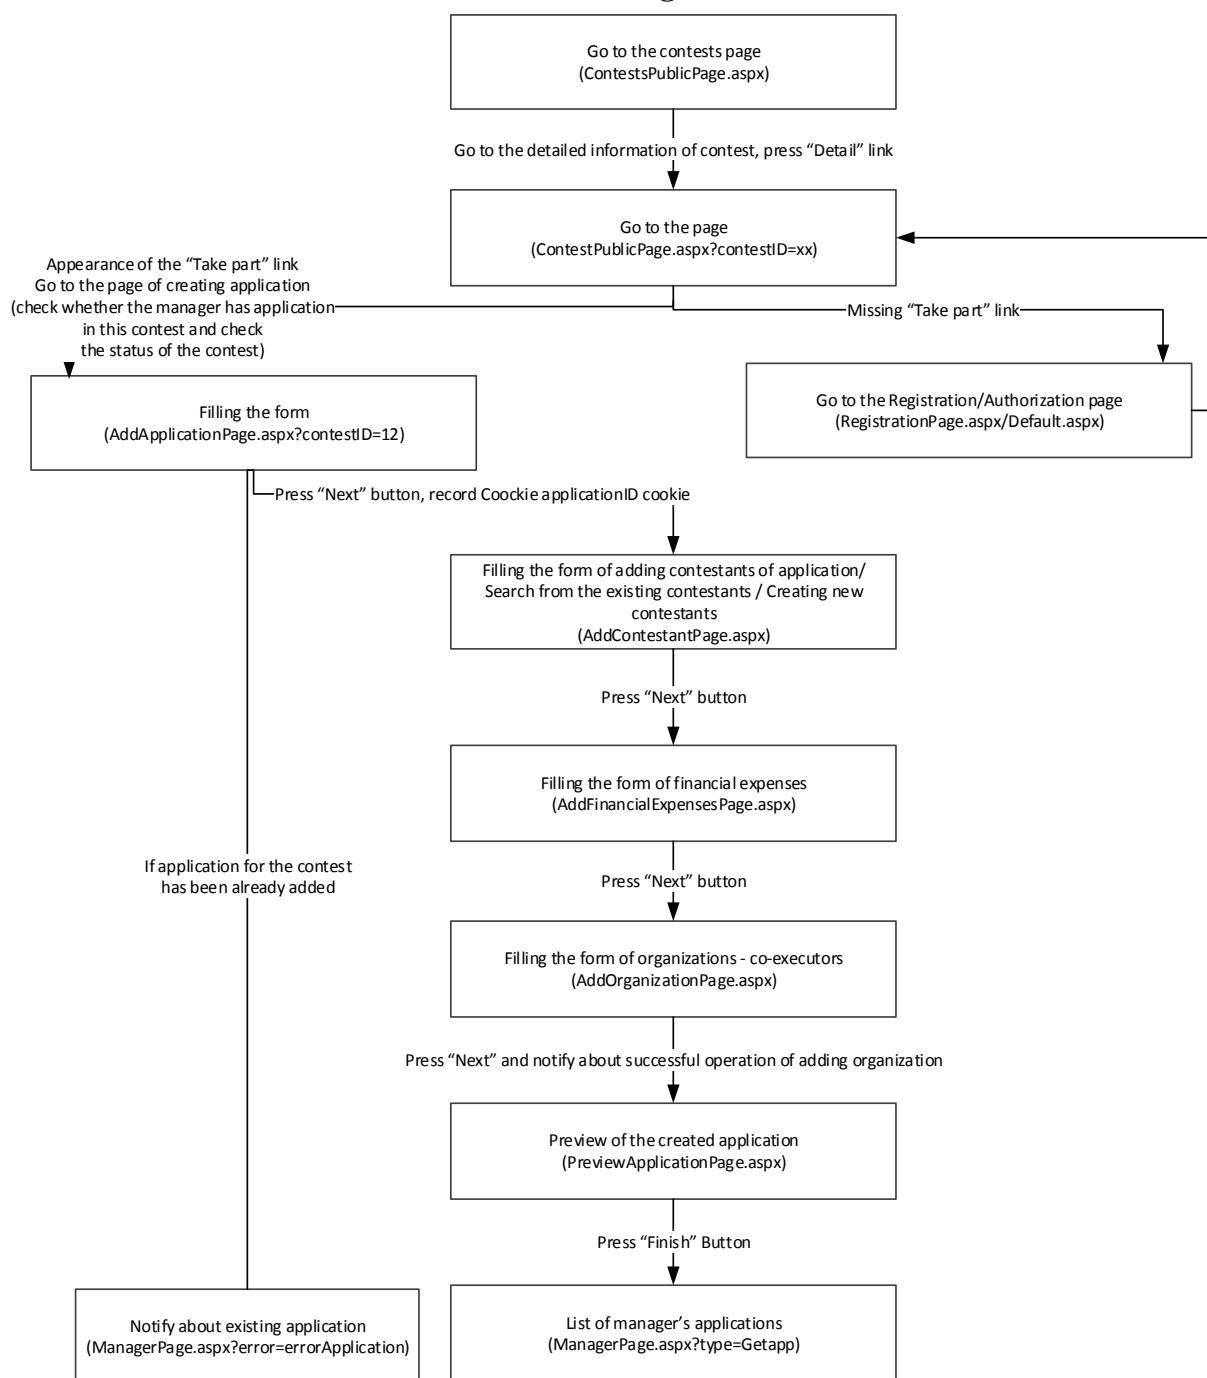 Go to the contests page
(ContestsPublicPage.aspx)
Go to the detailed information of contest, press “Detail” link
Go to the page
(ContestPublicPage.aspx?contestID=xx)
Appearance of the “Take part” link
Go to the page of creating application
(check whether the manager has application
in this contest and check
the status of the contest)
Missing “Take part” link
Filling the form
(AddApplicationPage.aspx?contestID=12)
Go to the Registration/Authorization page
(RegistrationPage.aspx/Default.aspx)
Press “Next” button, record Coockie applicationID cookie
Filling the form of adding contestants of application/
Search from the existing contestants / Creating new
contestants
(AddContestantPage.aspx)
Press “Next” button
Filling the form of financial expenses
(AddFinancialExpensesPage.aspx)
If application for the contest
has been already added
Press “Next” button
Filling the form of organizations - co-executors
(AddOrganizationPage.aspx)
Press “Next” and notify about successful operation of adding organization
Preview of the created application
(PreviewApplicationPage.aspx)
Press “Finish” Button
Notify about existing application
(ManagerPage.aspx?error=errorApplication)
List of manager’s applications
(ManagerPage.aspx?type=Getapp)